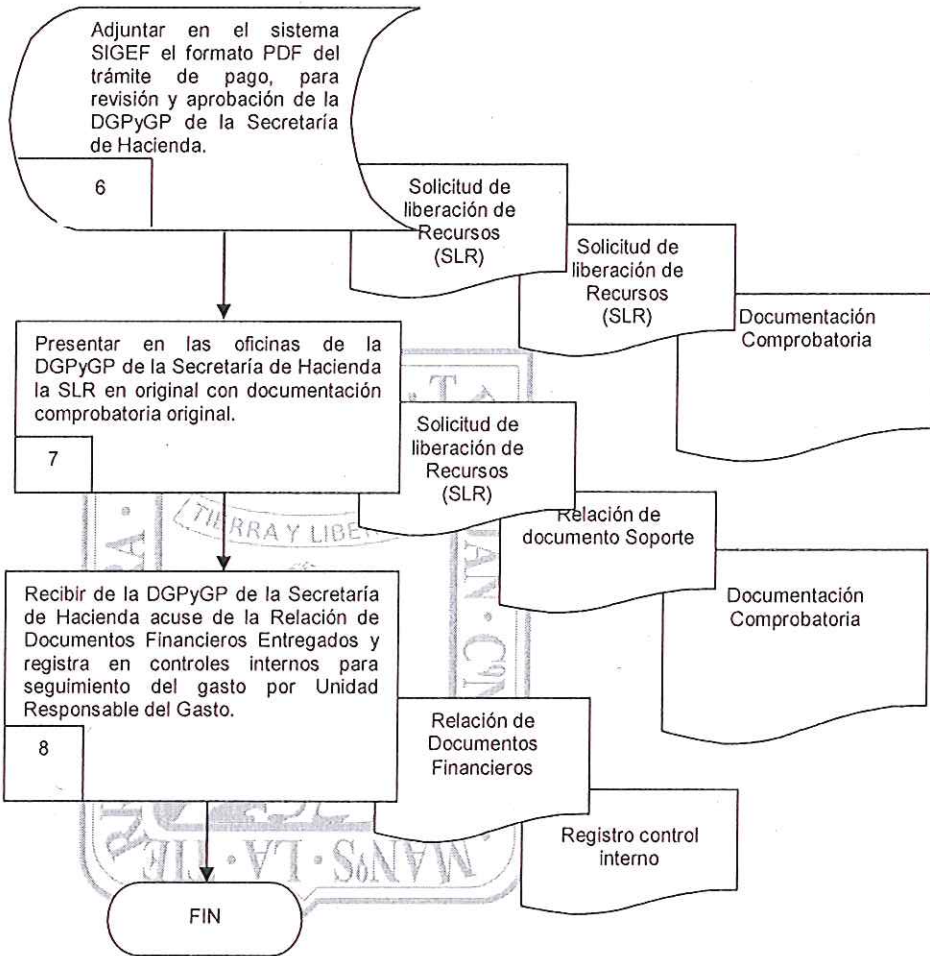 Adjuntar en el sistema
SIGEF el formato PDF del
trámite de pago, para
revisión y aprobación de la
DGPyGP de la Secretaría
de Hacienda.
6
Solicitud de
liberación de
Recursos
(SLR)
Solicitud de
liberación de
Recursos
(SLR)
Documentación
Comprobatoria
Presentar en las oficinas de la
DGPyGP de la Secretaría de Hacienda
la SLR en original con documentación
comprobatoria original.
7
Solicitud de
liberación de
Recursos
(SLR)
Relación de
documento Soporte
Documentación
Comprobatoria
TIERRA Y LIBER
Recibir de la DGPyGP de la Secretaría
de Hacienda acuse de la Relación de
Documentos Financieros Entregados y
registra en controles internos para
seguimiento del gasto por Unidad
Responsable del Gasto.
8
Relación de
Documentos
Financieros
Registro control
interno
MANOS · LA · TIE
FIN